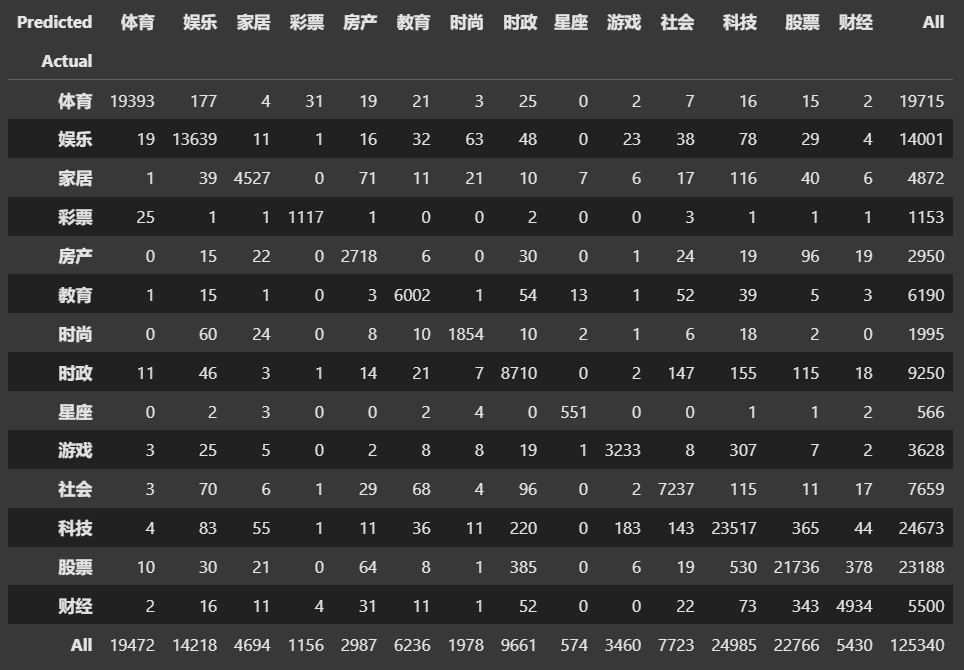 Predicted 体育 娱乐 家居 彩票 房产 教育 时尚 时政 星座 游戏 社会 科技 股票 财经 All
Actual
体育 19393 177 4 31 19 21 3 25 0 2 7 16 15 2 19715
娱乐 19 13639 11 1 16 32 63 48 0 23 38 78 29 4 14001
家居 1 39 4527 0 71 11 21 10 7 6 17 116 40 6 4872
彩票 25 1 1 1117 1 0 0 2 0 0 3 1 1 1 1153
房产 0 15 22 0 2718 6 0 30 0 1 24 19 96 19 2950
教育 1 15 1 0 3 6002 1 54 13 1 52 39 5 3 6190
时尚 0 60 24 0 8 10 1854 10 2 1 6 18 2 0 1995
时政 11 46 3 1 14 21 7 8710 0 2 147 155 115 18 9250
星座 0 2 3 0 0 2 4 0 551 0 0 1 1 2 566
游戏 3 25 5 0 2 8 8 19 1 3233 8 307 7 2 3628
社会 3 70 6 1 29 68 4 96 0 2 7237 115 11 17 7659
科技 4 83 55 1 11 36 11 220 0 183 143 23517 365 44 24673
股票 10 30 21 0 64 8 1 385 0 6 19 530 21736 378 23188
财经 2 16 11 4 31 11 1 52 0 0 22 73 343 4934 5500
All 19472 14218 4694 1156 2987 6236 1978 9661 574 3460 7723 24985 22766 5430 125340